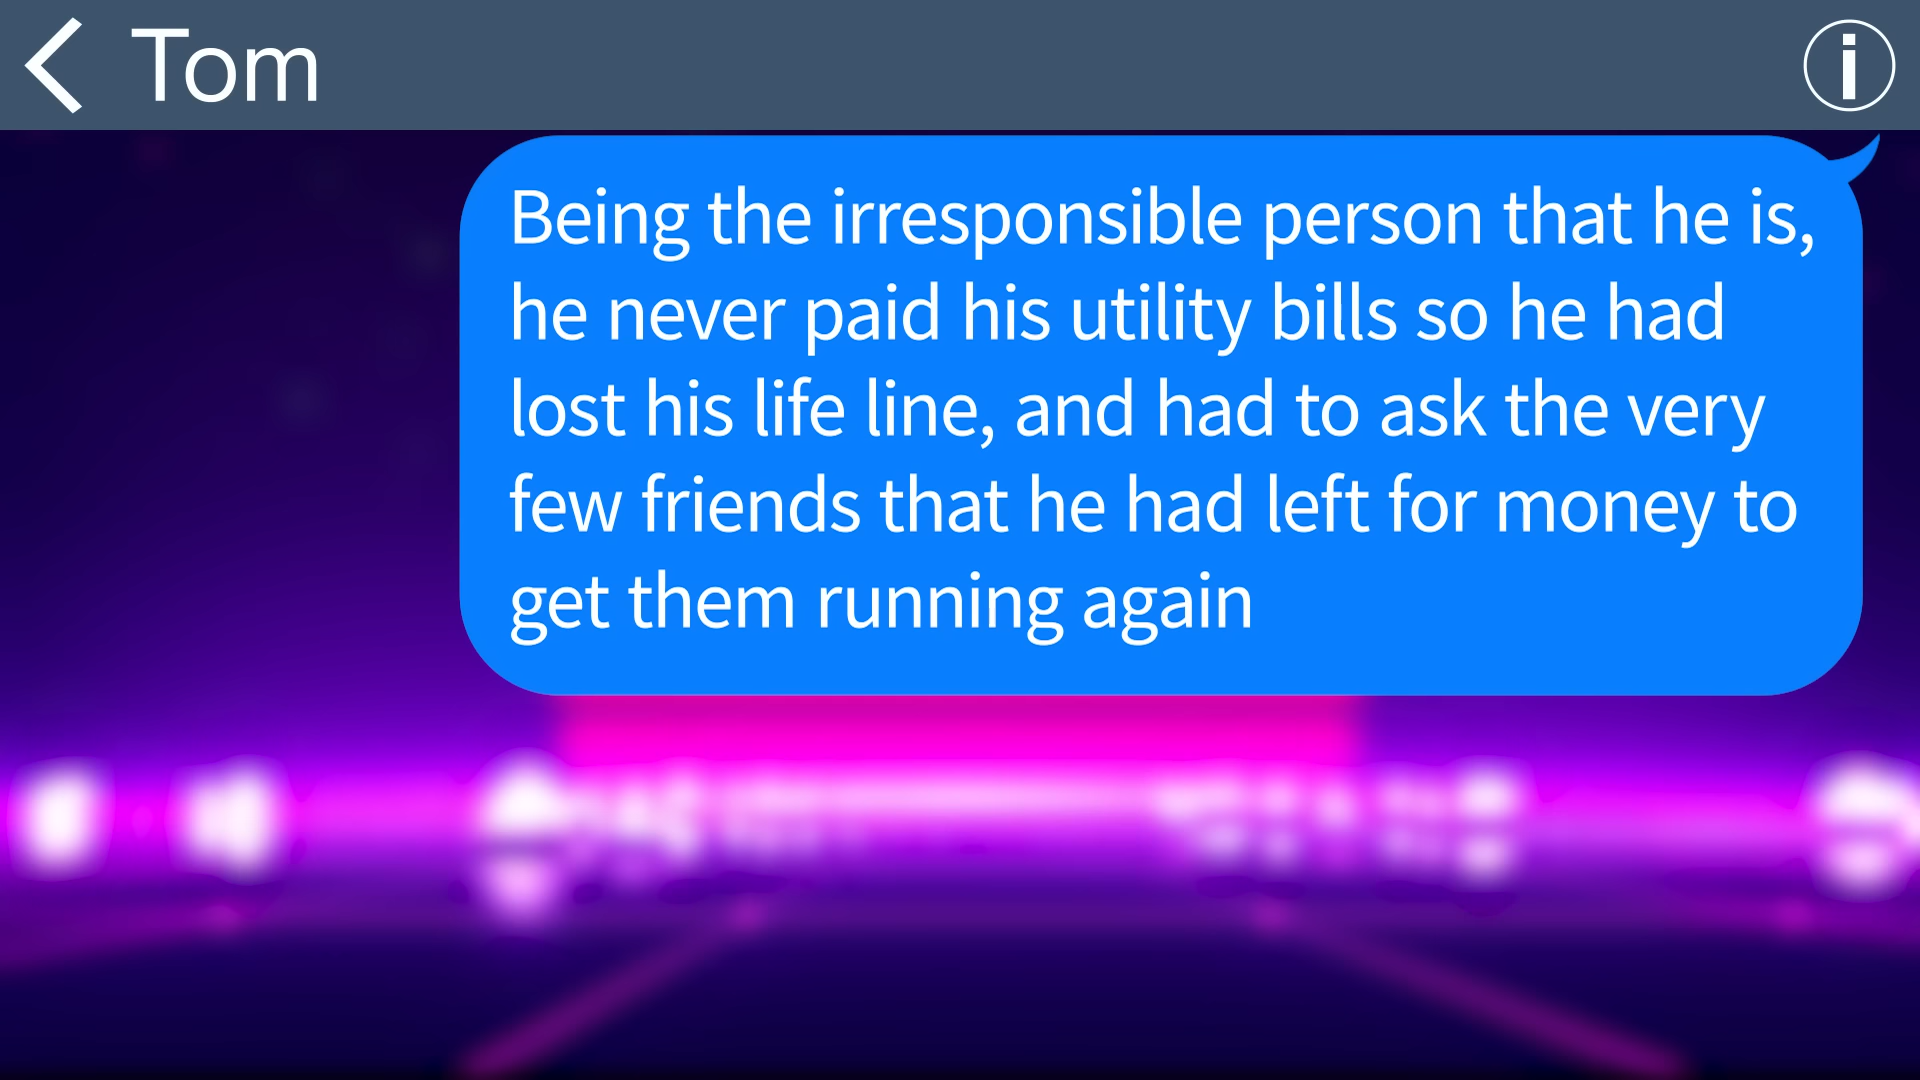 Tom
Being the irresponsible person that he is,
he never paid his utility bills so he had
lost his life line, and had to ask the very
few friends that he had left for money to
get them running again